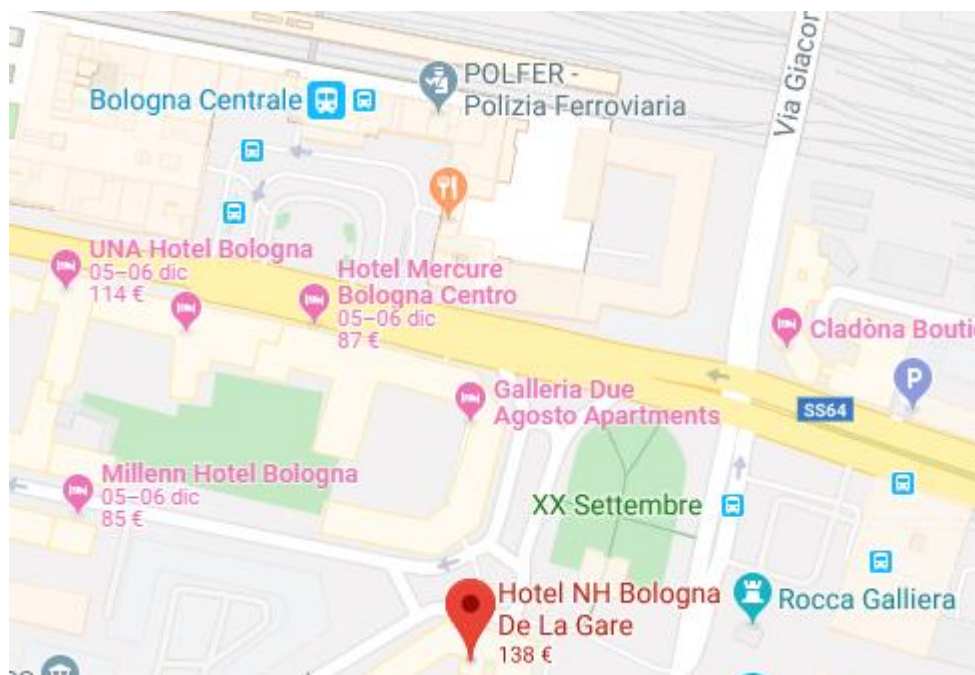 Via Giacom
POLFER -
Polizia Ferroviaria
Bologna Centrale
UNA Hotel Bologna
05–06 dic
114 €
Hotel Mercure
Bologna Centro
05–06 dic
87 €
Cladòna Bouti
P
Galleria Due
Agosto Apartments
SS64
Millenn Hotel Bologna
05–06 dic
85 €
XX Settembre
Hotel NH Bologna
De La Gare
138 €
Rocca Galliera